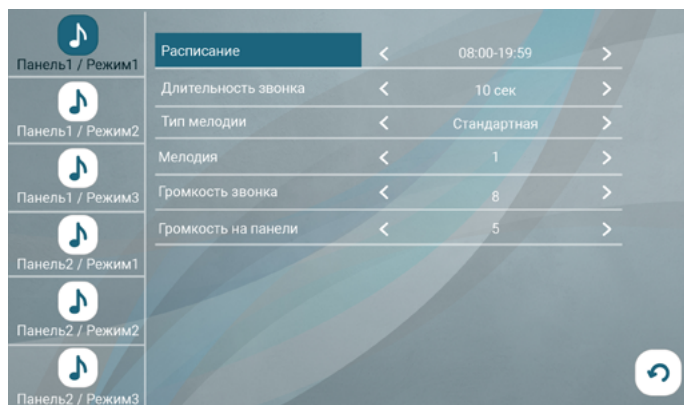 Панель1 / Режим1
Панель1 / Режим2
Панель1 / Режим3
Панель2 / Режим1
Панель2 / Режим2
Панель2 / Режим3
Расписание 08:00-19:59
Длительность звонка 10 сек
Тип мелодии Стандартная
Мелодия 1
Громкость звонка 8
Громкость на панели 5